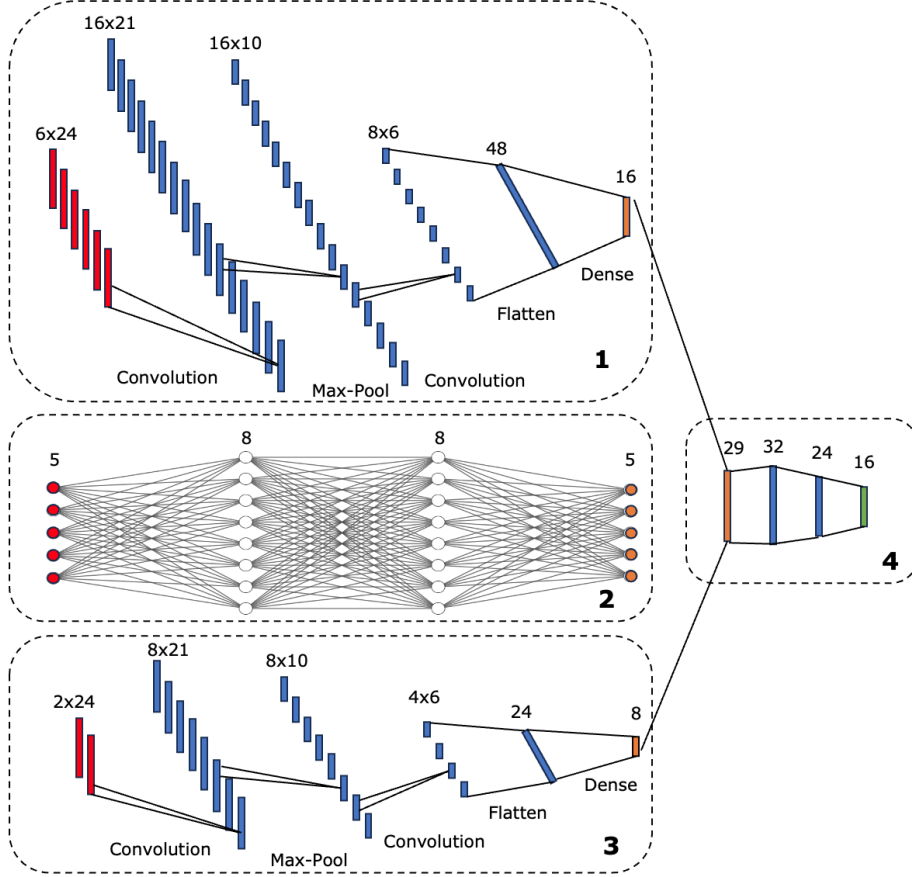 16x21
16x10
6x24
8x6
48
16
Dense
Flatten
Convolution
Max-Pool
Convolution
1
5
8
8
5
2
29
32
24
16
4
8x21
8x10
2x24
4x6
24
8
Dense
Flatten
Convolution
Max-Pool
Convolution
3